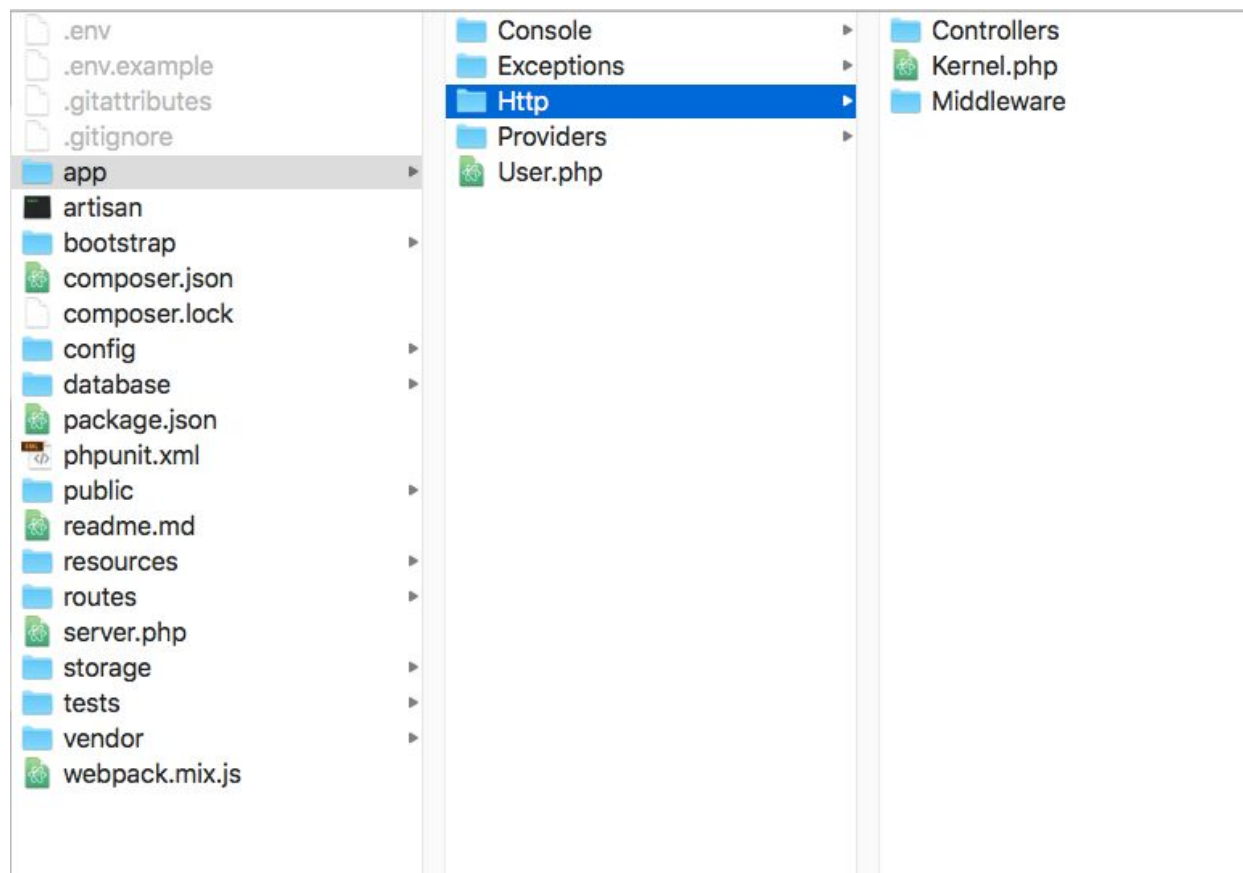 .env
.env.example
.gitattributes
.gitignore
app
artisan
bootstrap
composer.json
composer.lock
config
database
package.json
phpunit.xml
public
readme.md
resources
routes
server.php
storage
tests
vendor
webpack.mix.js
Console
Exceptions
Http
Providers
User.php
Controllers
Kernel.php
Middleware